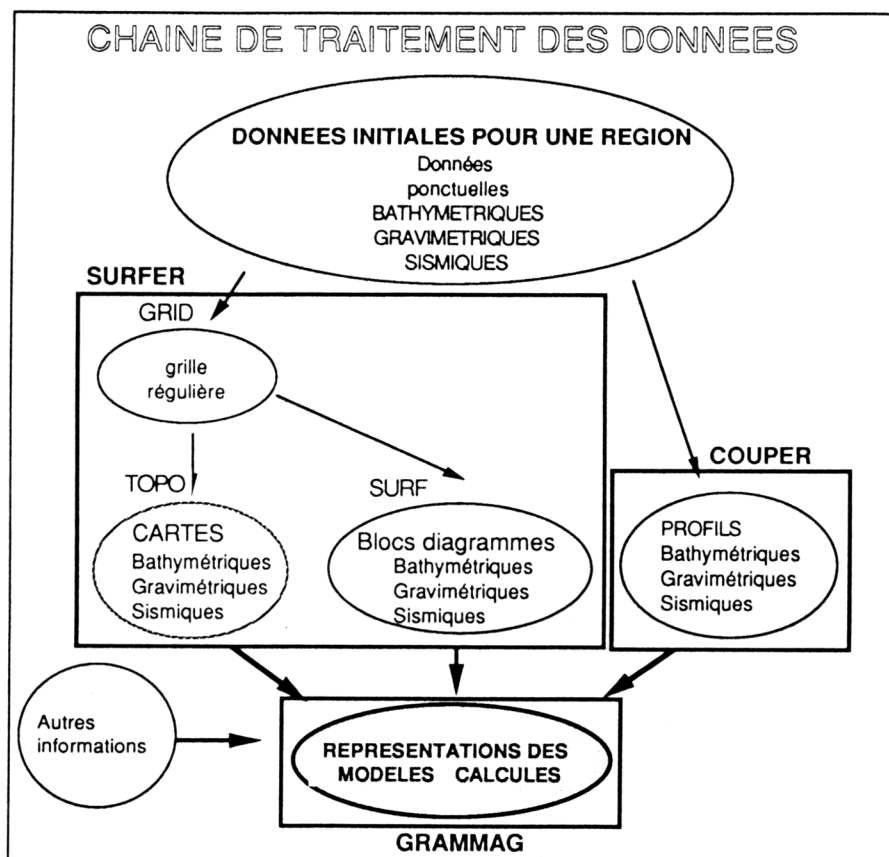 CHAINE DE TRAITEMENT DES DONNEES
DONNEES INITIALES POUR UNE REGION
Données
ponctuelles
BATHYMETRIQUES
GRAVIMETRIQUES
SISMIQUES
SURFER
GRID
grille
régulière
TOPO
CARTES
Bathymétriques
Gravimétriques
Sismiques
SURF
Blocs diagrammes
Bathymétriques
Gravimétriques
Sismiques
COUPER
PROFILS
Bathymétriques
Gravimétriques
Sismiques
Autres
informations
REPRESENTATIONS DES
MODELES CALCULES
GRAMMAG